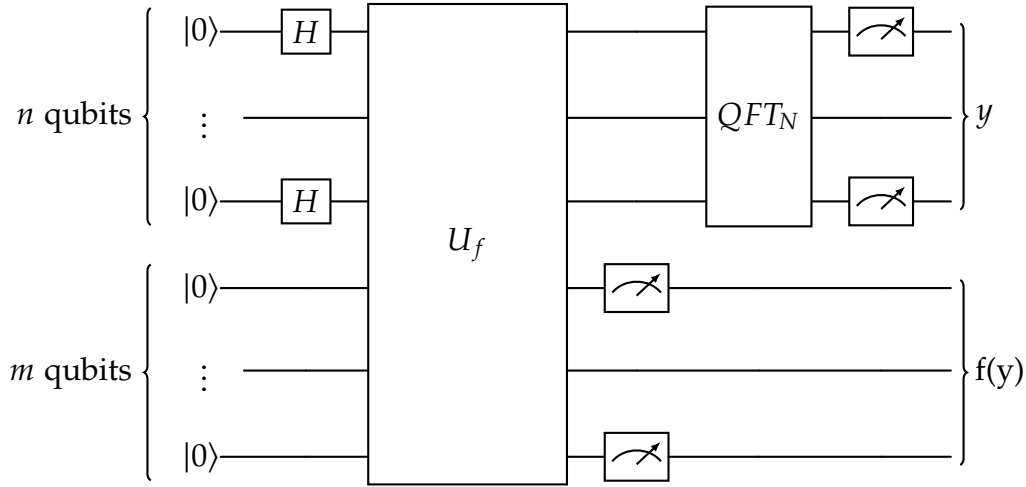 |0⟩ H
n qubits ⋮ QFT_N y
|0⟩ H
U_f
|0⟩
m qubits ⋮ f(y)
|0⟩